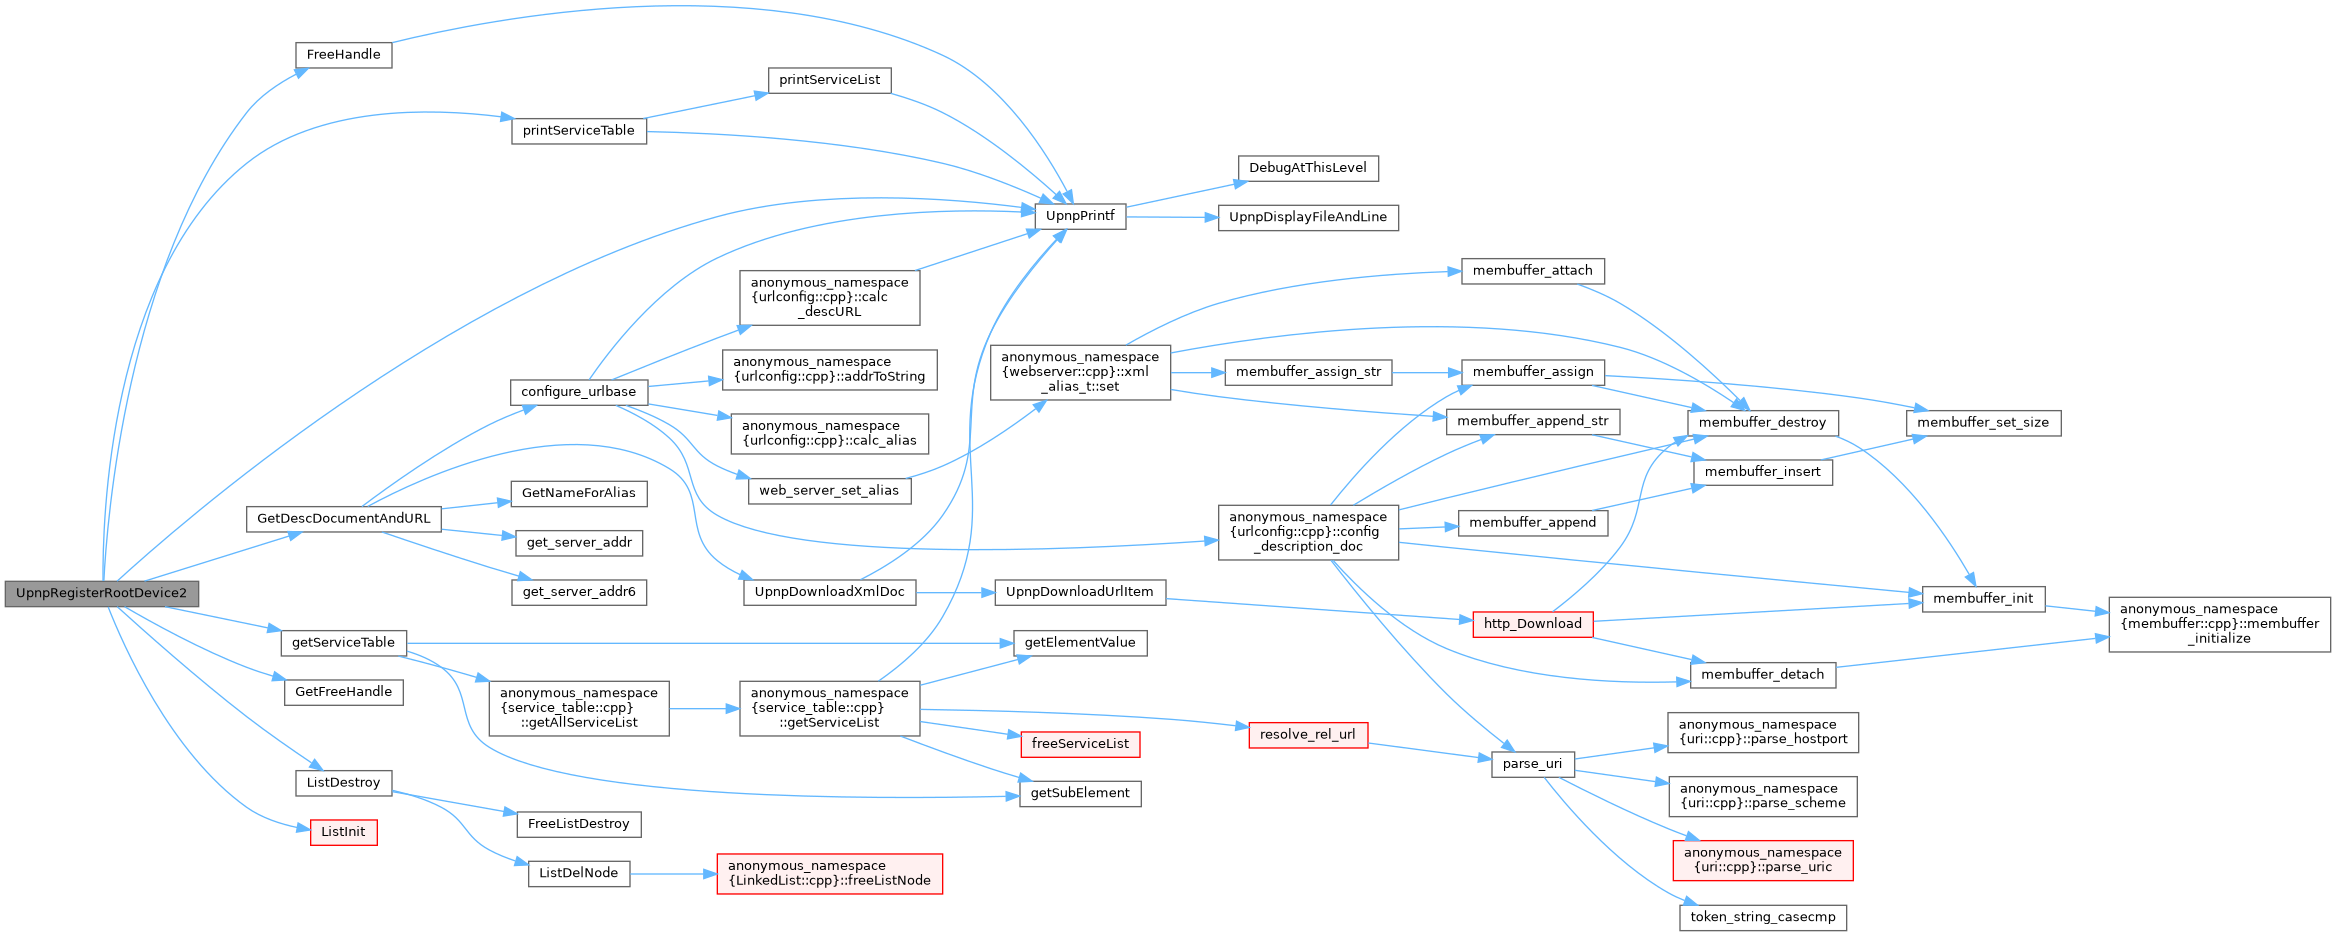 FreeHandle
printServiceList
printServiceTable
DebugAtThisLevel
UpnpPrintf
UpnpDisplayFileAndLine
membuffer_attach
anonymous_namespace
{urlconfig::cpp}::calc
_descURL
anonymous_namespace
{urlconfig::cpp}::addrToString
anonymous_namespace
{webserver::cpp}::xml
_alias_t::set
membuffer_assign_str
membuffer_assign
configure_urlbase
membuffer_append_str
membuffer_destroy
membuffer_set_size
anonymous_namespace
{urlconfig::cpp}::calc_alias
membuffer_insert
GetNameForAlias
web_server_set_alias
GetDescDocumentAndURL
anonymous_namespace
{urlconfig::cpp}::config
_description_doc
membuffer_append
get_server_addr
UpnpRegisterRootDevice2
get_server_addr6
UpnpDownloadXmlDoc
UpnpDownloadUrlItem
membuffer_init
http_Download
anonymous_namespace
{membuffer::cpp}::membuffer
_initialize
getServiceTable
getElementValue
membuffer_detach
GetFreeHandle
anonymous_namespace
{service_table::cpp}
::getAllServiceList
anonymous_namespace
{service_table::cpp}
::getServiceList
resolve_rel_url
freeServiceList
anonymous_namespace
{uri::cpp}::parse_hostport
parse_uri
ListDestroy
getSubElement
anonymous_namespace
{uri::cpp}::parse_scheme
FreeListDestroy
ListInit
anonymous_namespace
{uri::cpp}::parse_uric
ListDelNode
anonymous_namespace
{LinkedList::cpp}::freeListNode
token_string_casecmp